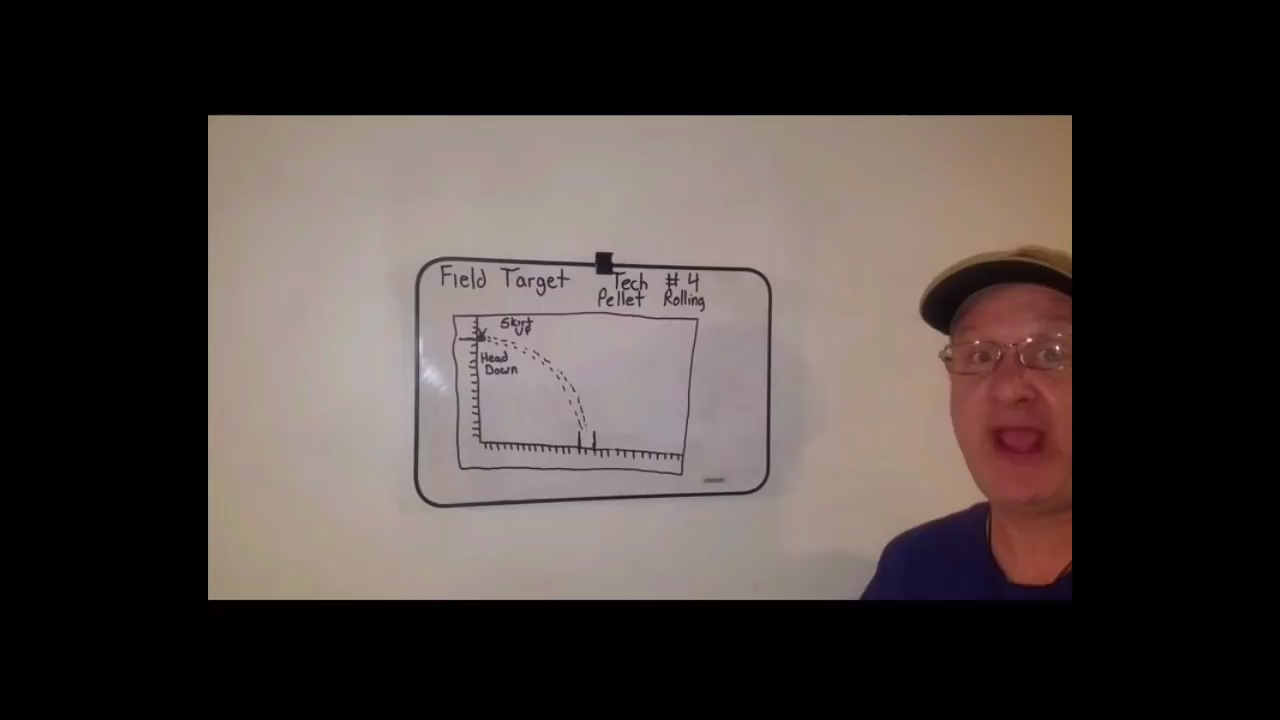 Field Target Tech # 4
Pellet Rolling
Skirt
UP
Head
Down